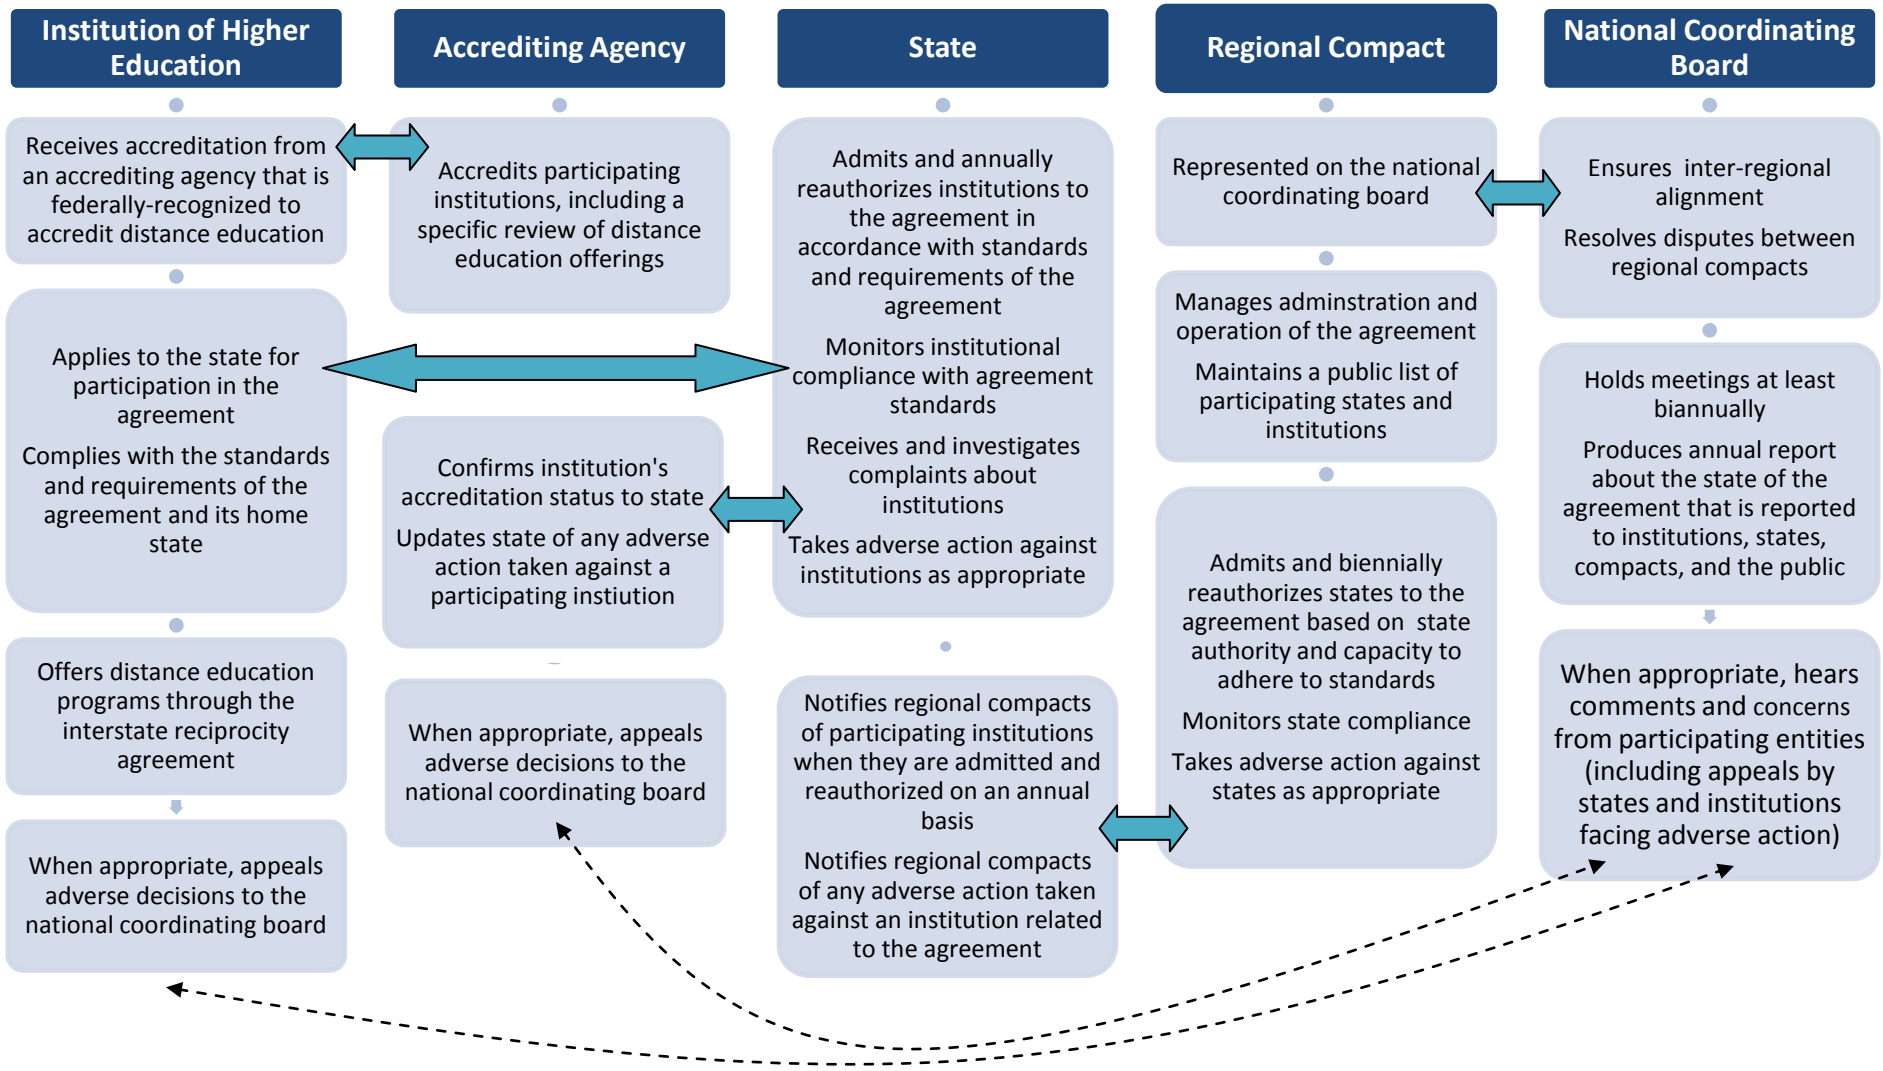 Institution of Higher
Education
Receives accreditation from
an accrediting agency that is
federally-recognized to
accredit distance education
Applies to the state for
participation in the
agreement
Complies with the standards
and requirements of the
agreement and its home
state
Offers distance education
programs through the
interstate reciprocity
agreement
When appropriate, appeals
adverse decisions to the
national coordinating board
Accrediting Agency
Accredits participating
institutions, including a
specific review of distance
education offerings
Confirms institution's
accreditation status to state
Updates state of any adverse
action taken against a
participating instiution
When appropriate, appeals
adverse decisions to the
national coordinating board
State
Admits and annually
reauthorizes institutions to
the agreement in
accordance with standards
and requirements of the
agreement
Monitors institutional
compliance with agreement
standards
Receives and investigates
complaints about
institutions
Takes adverse action against
institutions as appropriate
Notifies regional compacts
of participating institutions
when they are admitted and
reauthorized on an annual
basis
Notifies regional compacts
of any adverse action taken
against an institution related
to the agreement
Regional Compact
Represented on the national
coordinating board
Manages adminstration and
operation of the agreement
Maintains a public list of
participating states and
institutions
Admits and biennially
reauthorizes states to the
agreement based on state
authority and capacity to
adhere to standards
Monitors state compliance
Takes adverse action against
states as appropriate
National Coordinating
Board
Ensures inter-regional
alignment
Resolves disputes between
regional compacts
Holds meetings at least
biannually
Produces annual report
about the state of the
agreement that is reported
to institutions, states,
compacts, and the public
When appropriate, hears
comments and concerns
from participating entities
(including appeals by
states and institutions
facing adverse action)